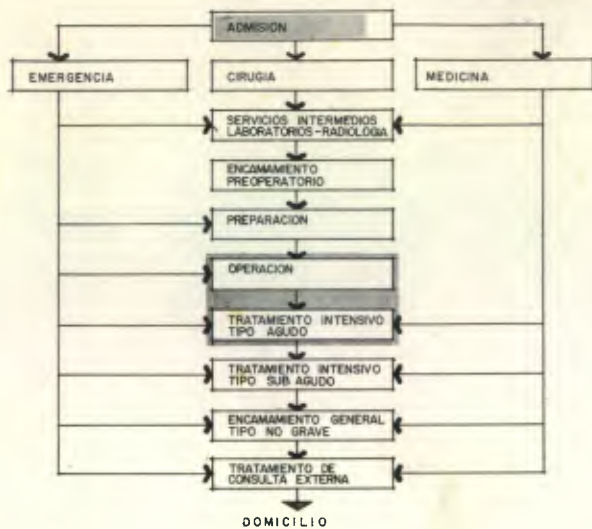 ADMISION
EMERGENCIA
CIRUGIA
MEDICINA
SERVICIOS INTERMEDIOS
LABORATORIOS-RADIOLOGIA
ENCAMAMIENTO
PREOPERATORIO
PREPARACION
OPERACION
TRATAMIENTO INTENSIVO
TIPO AGUDO
TRATAMIENTO INTENSIVO
TIPO SUB AGUDO
ENCAMAMIENTO GENERAL
TIPO NO GRAVE
TRATAMIENTO DE
CONSULTA EXTERNA
DOMICILIO